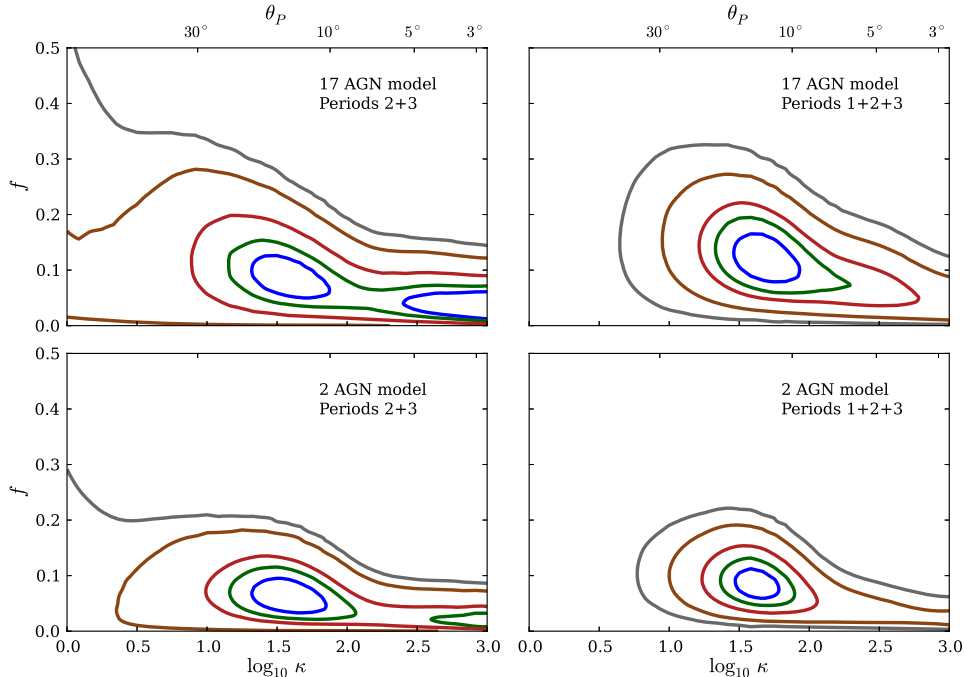 θ_P θ_P
30° 10° 5° 3° 30° 10° 5° 3°
0.5
17 AGN model
Periods 2+3
17 AGN model
Periods 1+2+3
0.4
0.3
f
0.2
0.1
0.0
0.5
2 AGN model
Periods 2+3
2 AGN model
Periods 1+2+3
0.4
0.3
f
0.2
0.1
0.0
0.0 0.5 1.0 1.5 2.0 2.5 3.0 0.0 0.5 1.0 1.5 2.0 2.5 3.0
log₁₀ κ log₁₀ κ